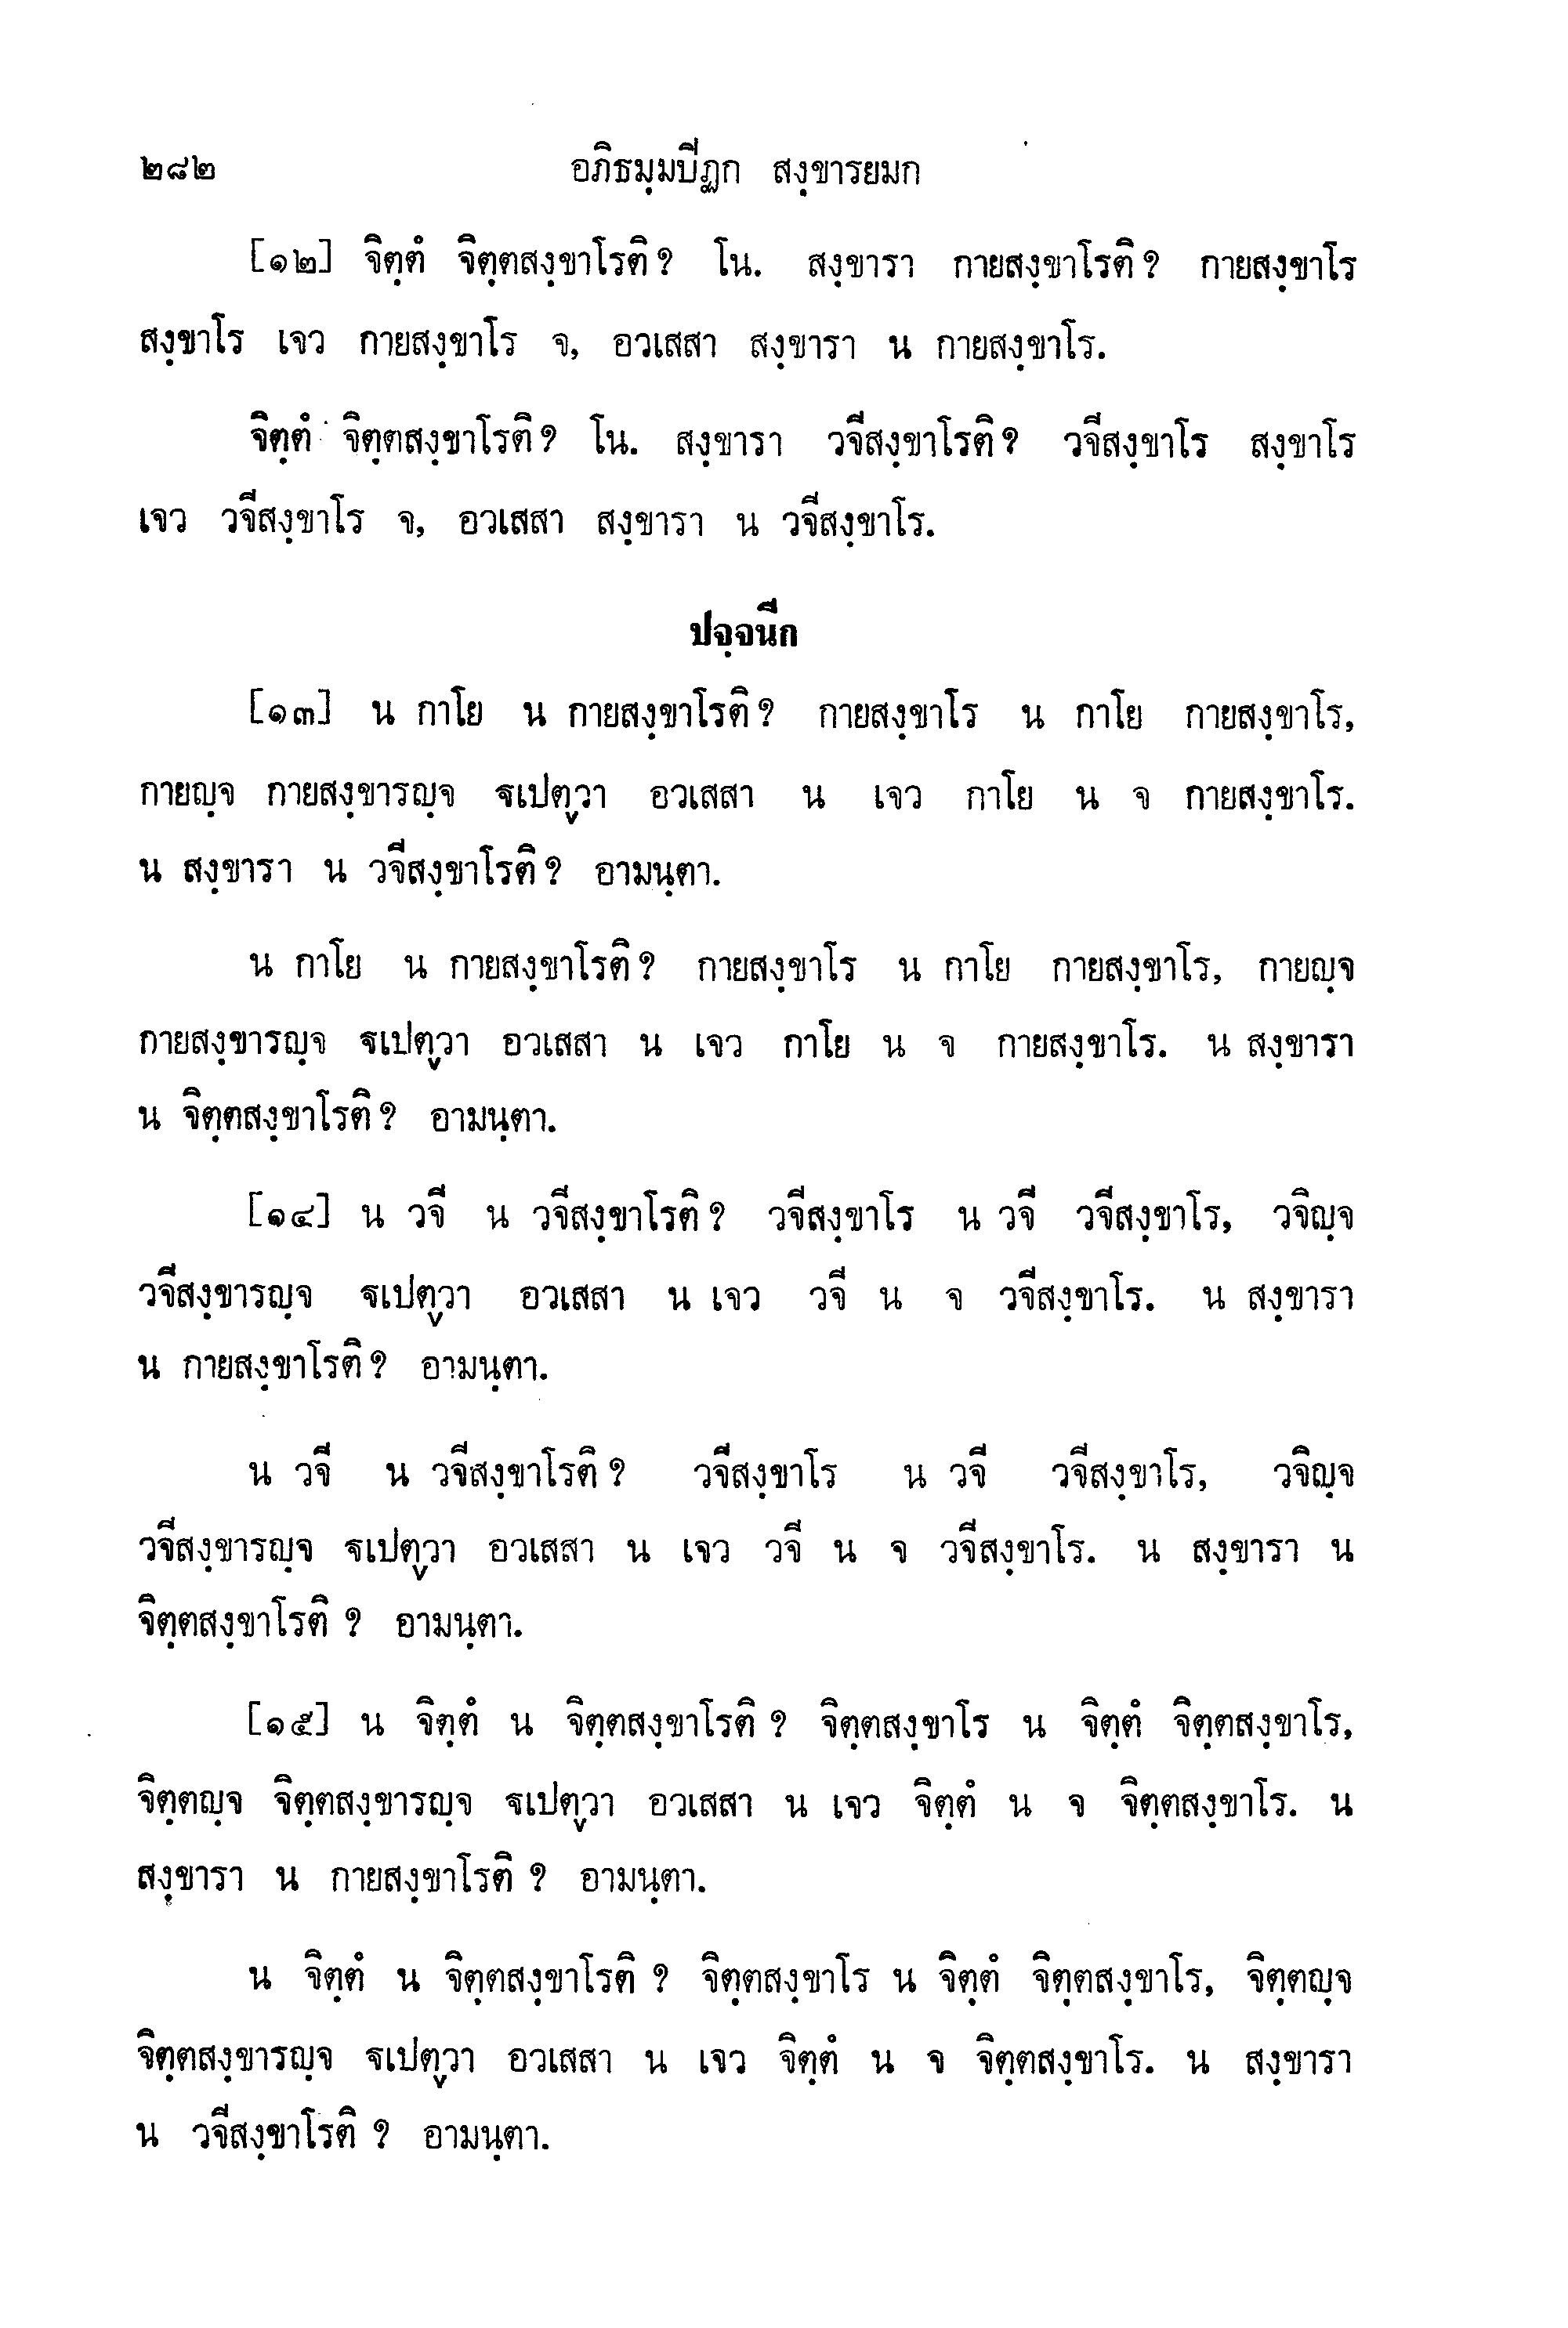 ๒๘๒ อภิธมฺมปีฏก สงฺขารยมก
[๑๒] จิตฺตํ จิตฺตสงฺขาโรติ? โน. สงฺขารา กายสงฺขาโรติ? กายสงฺขาโร
สงฺขาโร เจว กายสงฺขาโร จ, อวเสสา สงฺขารา น กายสงฺขาโร.
จิตฺตํ จิตฺตสงฺขาโรติ? โน. สงฺขารา วจีสงฺขาโรติ? วจีสงฺขาโร สงฺขาโร
เจว วจีสงฺขาโร จ, อวเสสา สงฺขารา น วจีสงฺขาโร.
ปจฺจนีก
[๑๓] น กาโย น กายสงฺขาโรติ? กายสงฺขาโร น กาโย กายสงฺขาโร,
กายญฺจ กายสงฺขารญฺจ ฐเปตฺวา อวเสสา น เจว กาโย น จ กายสงฺขาโร.
น สงฺขารา น วจีสงฺขาโรติ? อามนฺตา.
น กาโย น กายสงฺขาโรติ? กายสงฺขาโร น กาโย กายสงฺขาโร, กายญฺจ
กายสงฺขารญฺจ ฐเปตฺวา อวเสสา น เจว กาโย น จ กายสงฺขาโร. น สงฺขารา
น จิตฺตสงฺขาโรติ? อามนฺตา.
[๑๔] น วจี น วจีสงฺขาโรติ? วจีสงฺขาโร น วจี วจีสงฺขาโร, วจิญฺจ
วจีสงฺขารญฺจ ฐเปตฺวา อวเสสา น เจว วจี น จ วจีสงฺขาโร. น สงฺขารา
น กายสงฺขาโรติ? อามนฺตา.
น วจี น วจีสงฺขาโรติ? วจีสงฺขาโร น วจี วจีสงฺขาโร, วจิญฺจ
วจีสงฺขารญฺจ ฐเปตฺวา อวเสสา น เจว วจี น จ วจีสงฺขาโร. น สงฺขารา น
จิตฺตสงฺขาโรติ? อามนฺตา.
[๑๕] น จิตฺตํ น จิตฺตสงฺขาโรติ? จิตฺตสงฺขาโร น จิตฺตํ จิตฺตสงฺขาโร,
จิตฺตญฺจ จิตฺตสงฺขารญฺจ ฐเปตฺวา อวเสสา น เจว จิตฺตํ น จ จิตฺตสงฺขาโร. น
สงฺขารา น กายสงฺขาโรติ? อามนฺตา.
น จิตฺตํ น จิตฺตสงฺขาโรติ? จิตฺตสงฺขาโร น จิตฺตํ จิตฺตสงฺขาโร, จิตฺตญฺจ
จิตฺตสงฺขารญฺจ ฐเปตฺวา อวเสสา น เจว จิตฺตํ น จ จิตฺตสงฺขาโร. น สงฺขารา
น วจีสงฺขาโรติ? อามนฺตา.